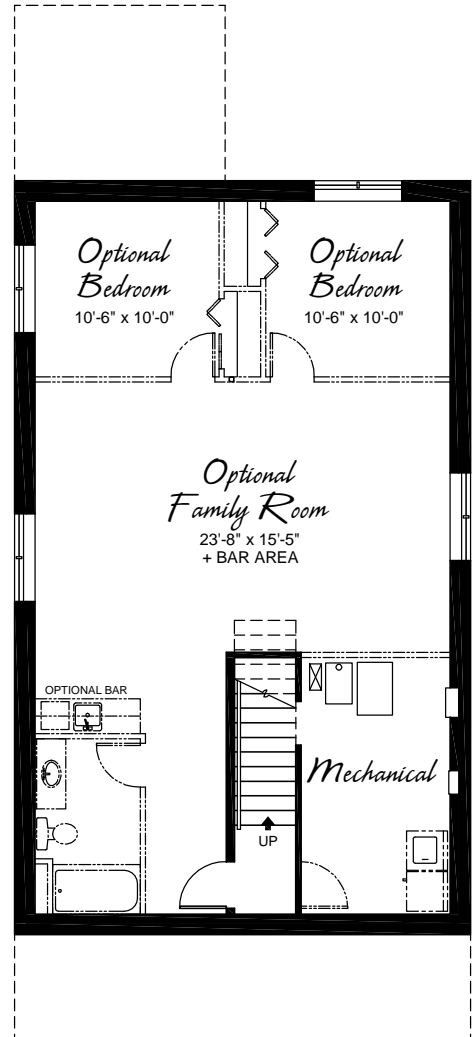 Optional
Bedroom
10'-6" x 10'-0"
Optional
Bedroom
10'-6" x 10'-0"
Optional
Family Room
23'-8" x 15'-5"
+ BAR AREA
OPTIONAL BAR
Mechanical
UP